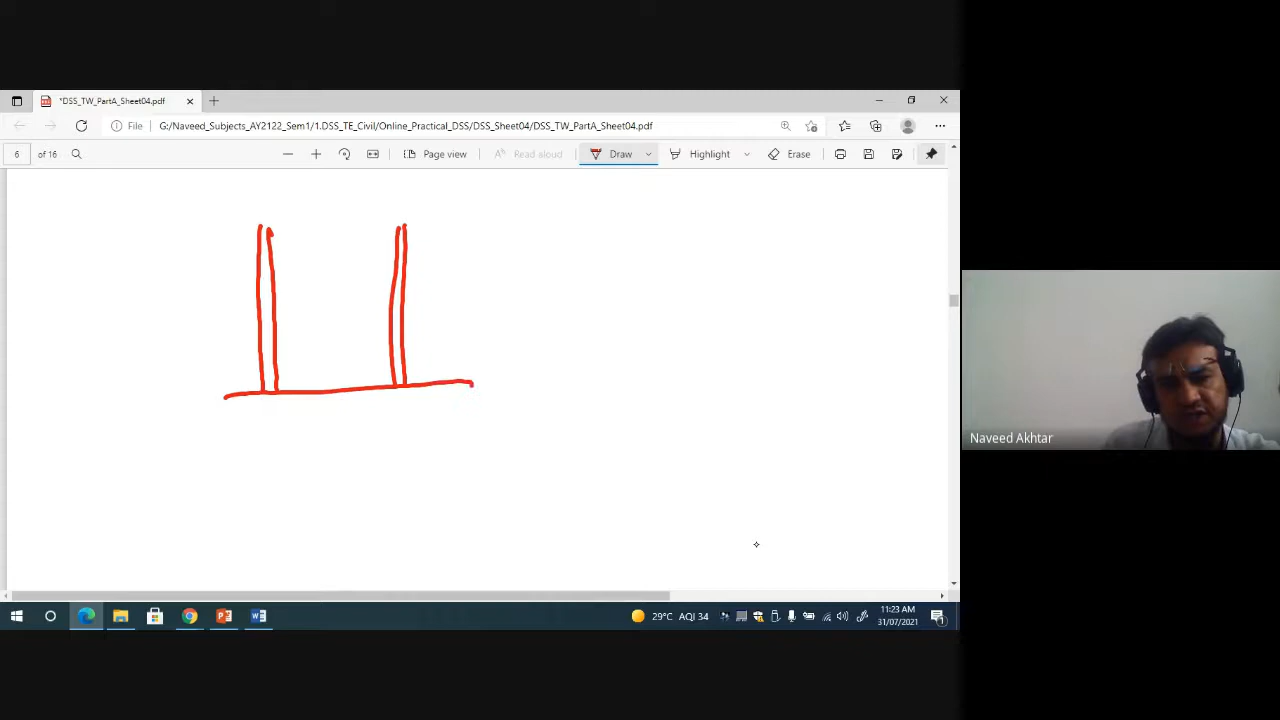 *DSS_TW_PartA_Sheet04.pdf
File G:/Naveed_Subjects_AY2122_Sem1/1.DSS_TE_Civil/Online_Practical_DSS/DSS_Sheet04/DSS_TW_PartA_Sheet04.pdf
6 of 16 Page view Read aloud Draw Highlight Erase
Naveed Akhtar
29°C AQI 34 11:23 AM
31/07/2021